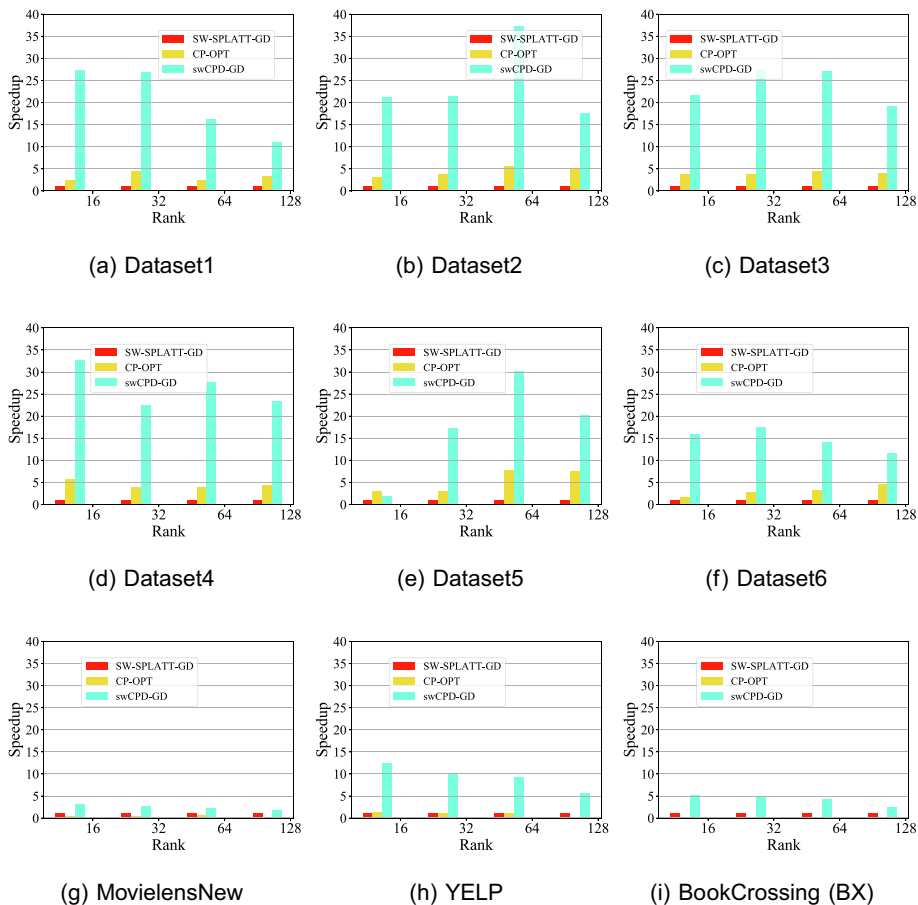 40
35
30
25
20
15
10
5
0
Speedup
SW-SPLATT-GD
CP-OPT
swCPD-GD
16 32 64 128
Rank
(a) Dataset1
40
35
30
25
20
15
10
5
0
Speedup
SW-SPLATT-GD
CP-OPT
swCPD-GD
16 32 64 128
Rank
(b) Dataset2
40
35
30
25
20
15
10
5
0
Speedup
SW-SPLATT-GD
CP-OPT
swCPD-GD
16 32 64 128
Rank
(c) Dataset3
40
35
30
25
20
15
10
5
0
Speedup
SW-SPLATT-GD
CP-OPT
swCPD-GD
16 32 64 128
Rank
(d) Dataset4
40
35
30
25
20
15
10
5
0
Speedup
SW-SPLATT-GD
CP-OPT
swCPD-GD
16 32 64 128
Rank
(e) Dataset5
40
35
30
25
20
15
10
5
0
Speedup
SW-SPLATT-GD
CP-OPT
swCPD-GD
16 32 64 128
Rank
(f) Dataset6
40
35
30
25
20
15
10
5
0
Speedup
SW-SPLATT-GD
CP-OPT
swCPD-GD
16 32 64 128
Rank
(g) MovielensNew
40
35
30
25
20
15
10
5
0
Speedup
SW-SPLATT-GD
CP-OPT
swCPD-GD
16 32 64 128
Rank
(h) YELP
40
35
30
25
20
15
10
5
0
Speedup
SW-SPLATT-GD
CP-OPT
swCPD-GD
16 32 64 128
Rank
(i) BookCrossing (BX)